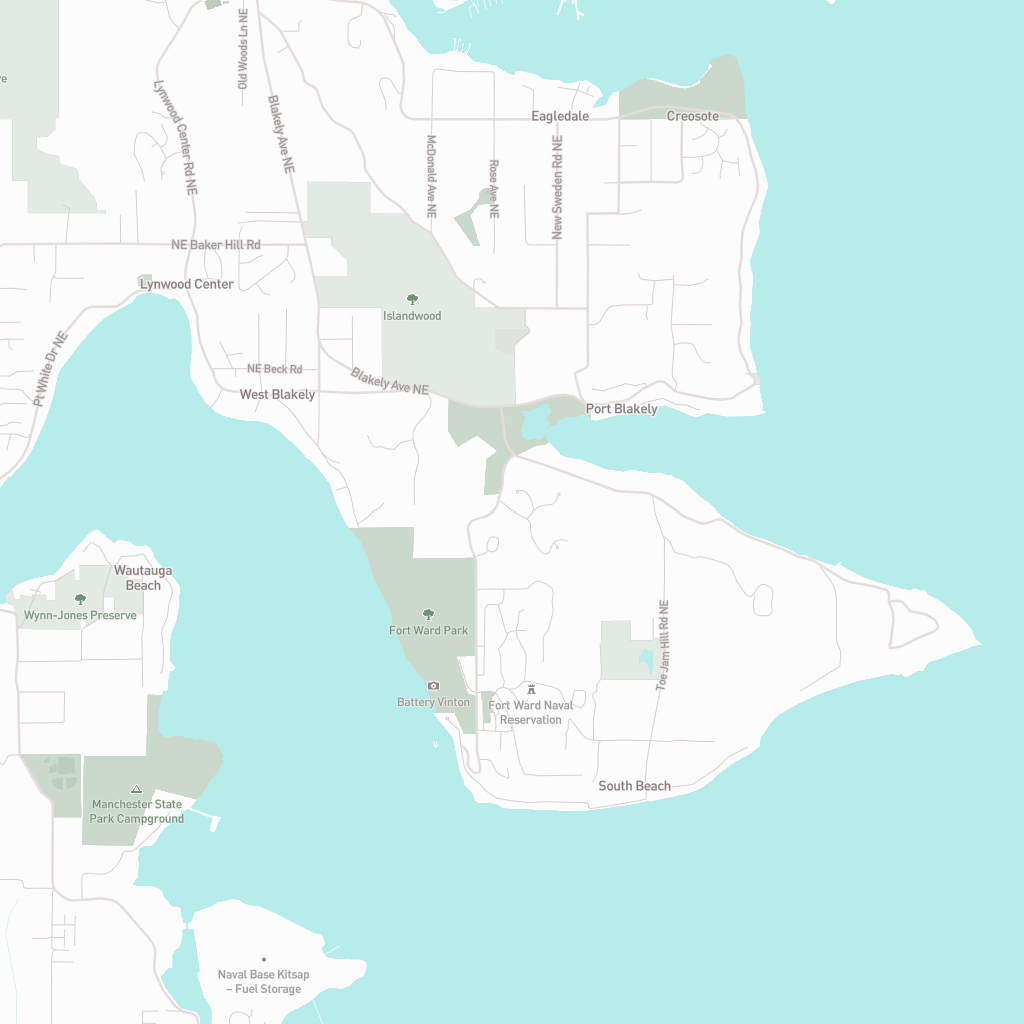 Old Woods Ln NE
ve
Lynwood Center Rd NE
Blakely Ave NE
Eagledale
Creosote
McDonald Ave NE
Rose Ave NE
New Sweden Rd NE
NE Baker Hill Rd
Lynwood Center
Islandwood
Pt White Dr NE
NE Beck Rd
Blakely Ave NE
West Blakely
Port Blakely
Wautauga
Beach
Wynn-Jones Preserve
Fort Ward Park
Toe Jam Hill Rd NE
Battery Vinton
Fort Ward Naval
Reservation
South Beach
Manchester State
Park Campground
Naval Base Kitsap
– Fuel Storage